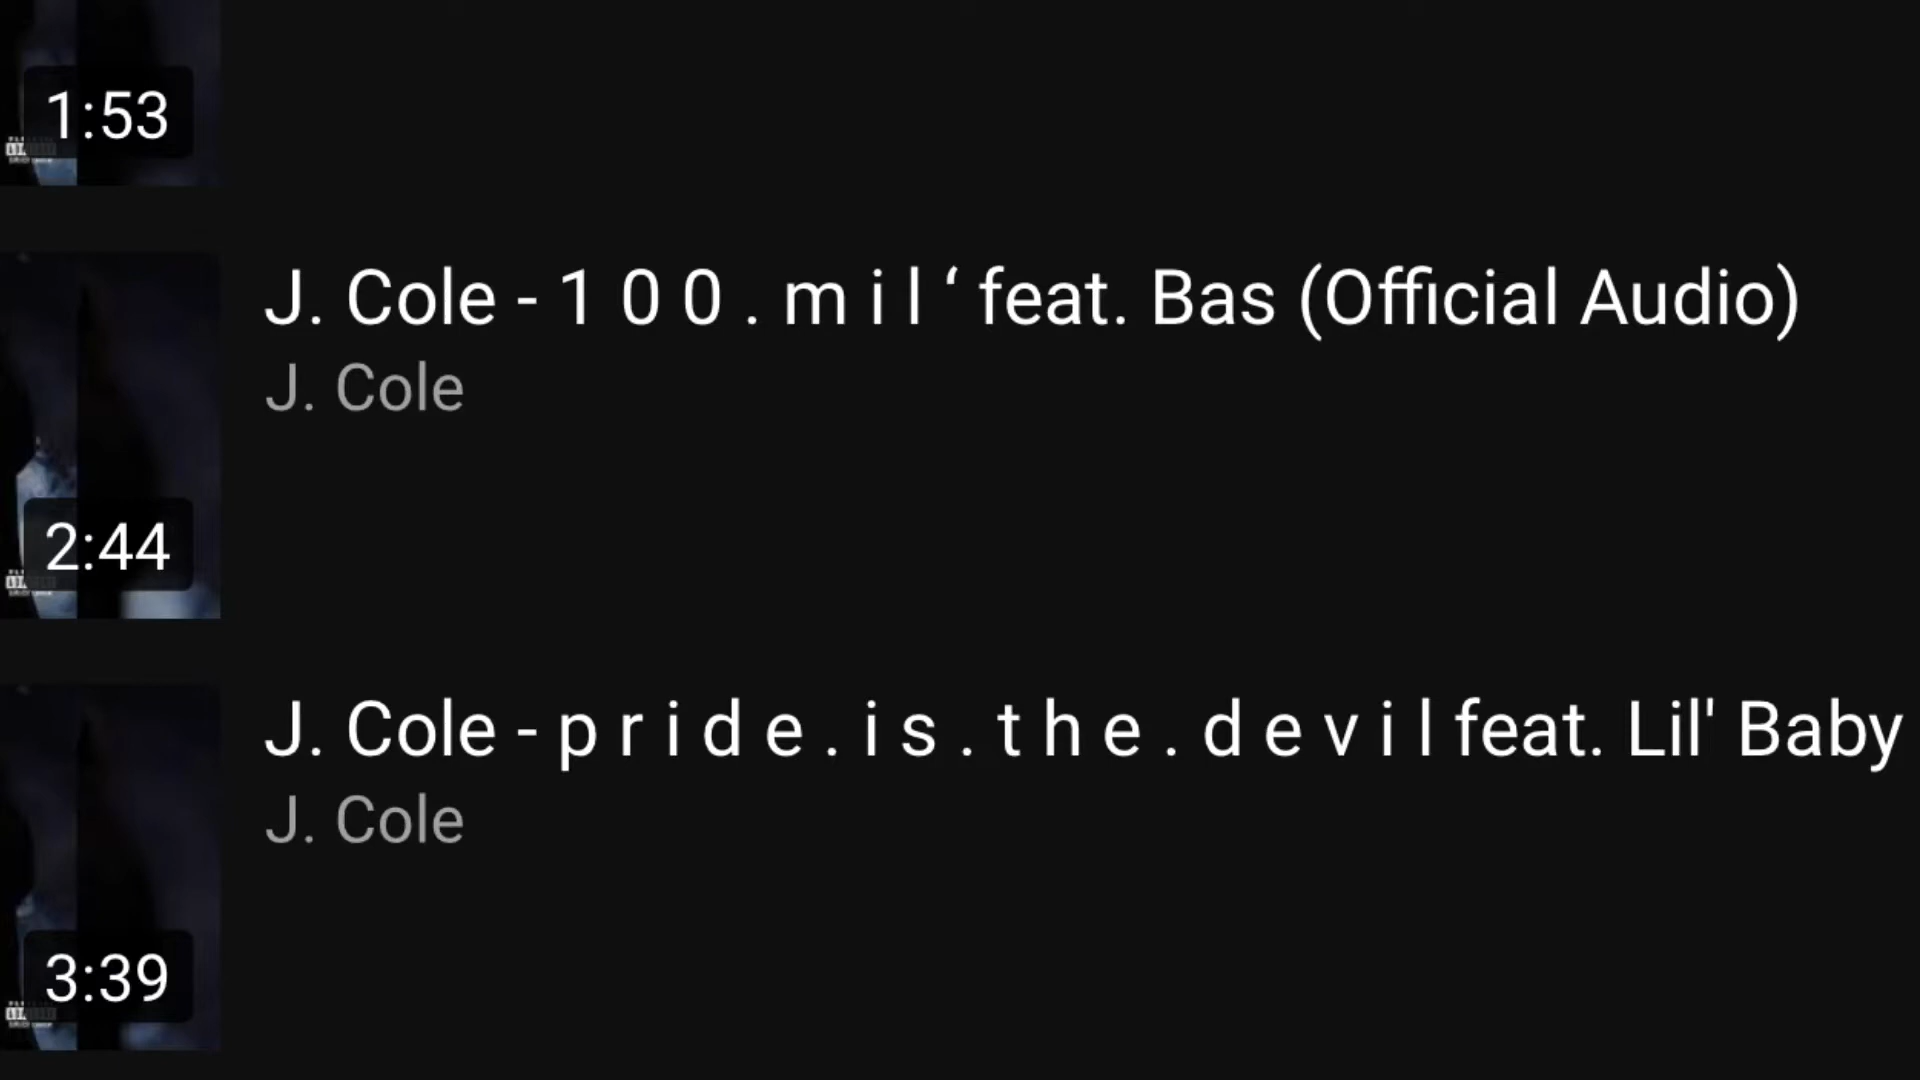 1:53
J. Cole - 1 0 0 . m i l ‘ feat. Bas (Official Audio)
J. Cole
2:44
J. Cole - p r i d e . i s . t h e . d e v i l feat. Lil' Baby
J. Cole
3:39